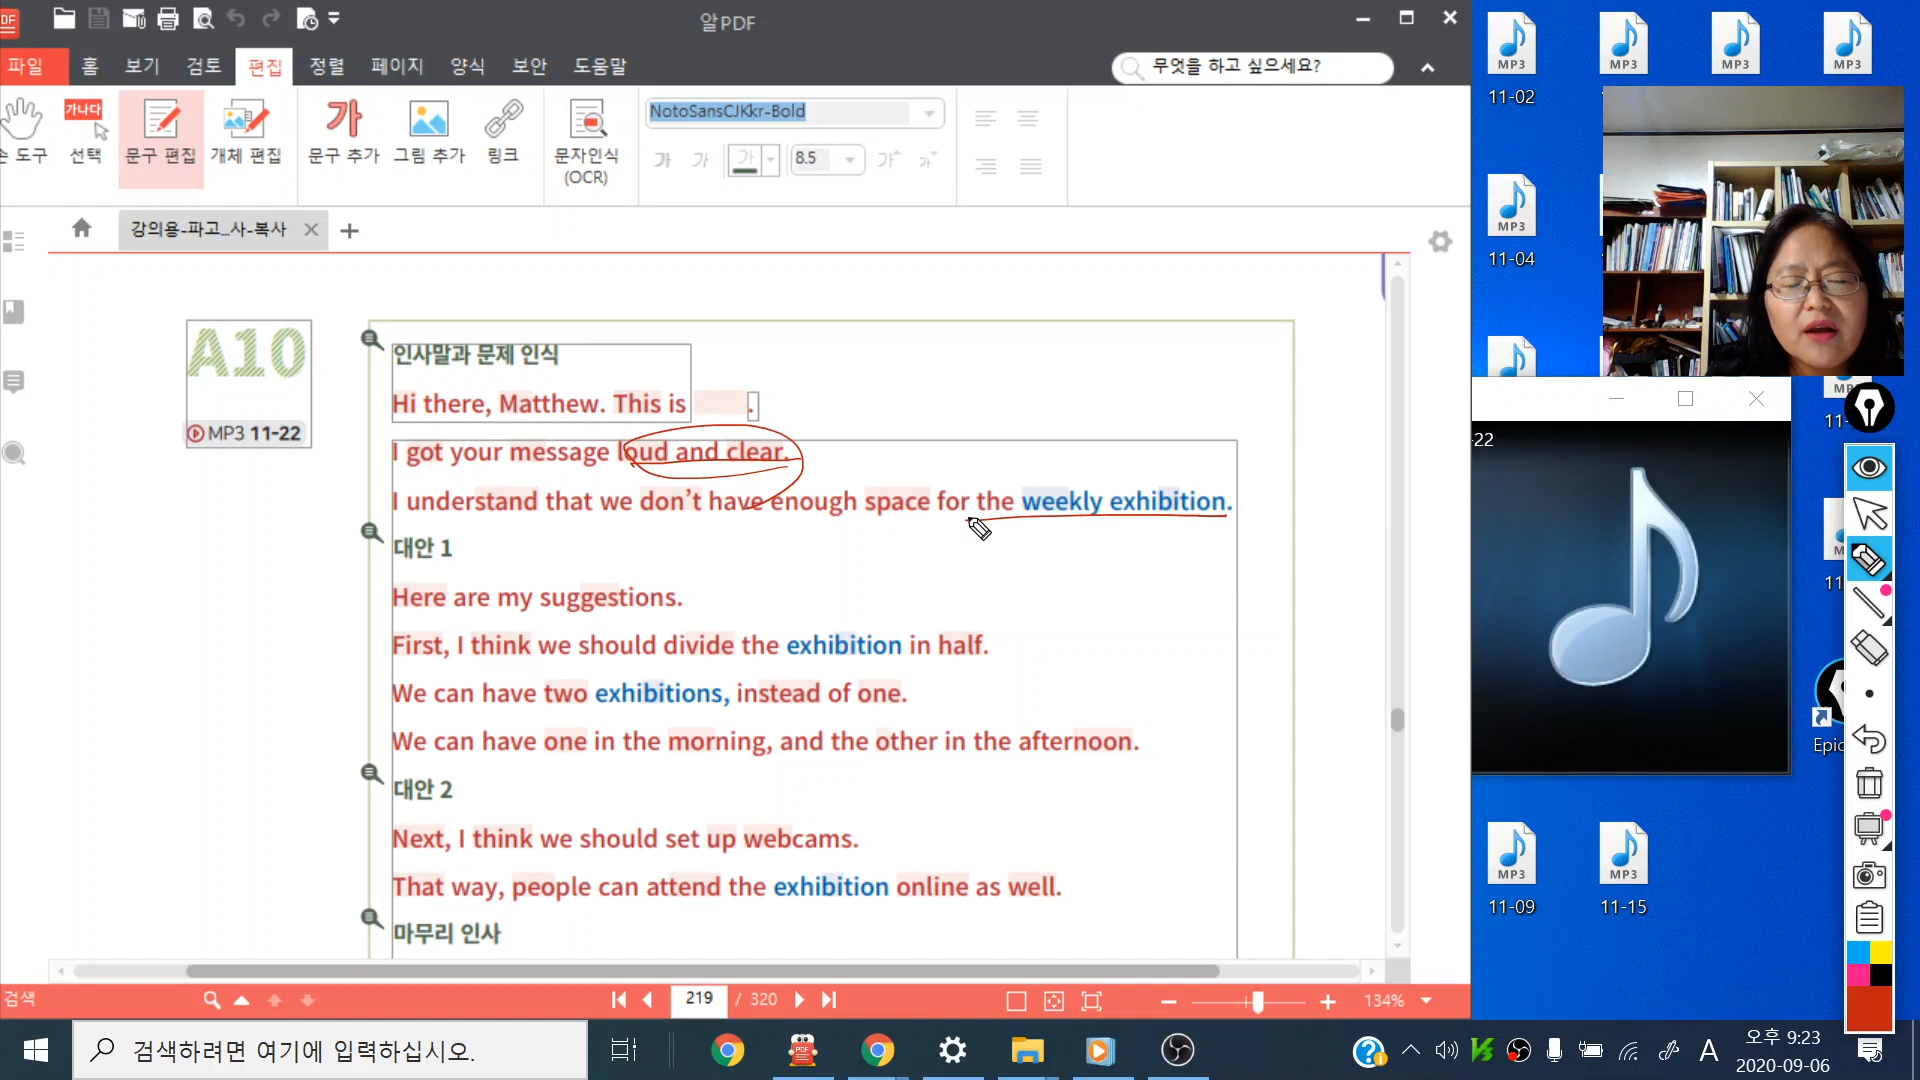 알PDF
파일 홈 보기 검토 편집 정렬 페이지 양식 보안 도움말
무엇을 하고 싶으세요?
가나다
손 도구 선택 문구 편집 개체 편집 문구 추가 그림 추가 링크 문자인식
(OCR)
NotoSansCJKkr-Bold
8.5
강의용-파고_사-복사
A10
MP3 11-22
인사말과 문제 인식
Hi there, Matthew. This is .
I got your message loud and clear.
I understand that we don't have enough space for the weekly exhibition.
대안 1
Here are my suggestions.
First, I think we should divide the exhibition in half.
We can have two exhibitions, instead of one.
We can have one in the morning, and the other in the afternoon.
대안 2
Next, I think we should set up webcams.
That way, people can attend the exhibition online as well.
마무리 인사
검색
219 / 320
134%
검색하려면 여기에 입력하십시오.
MP3 MP3 MP3 MP3
11-02
MP3
11-04
22
Epic
MP3 MP3
11-09 11-15
A
오후 9:23
2020-09-06